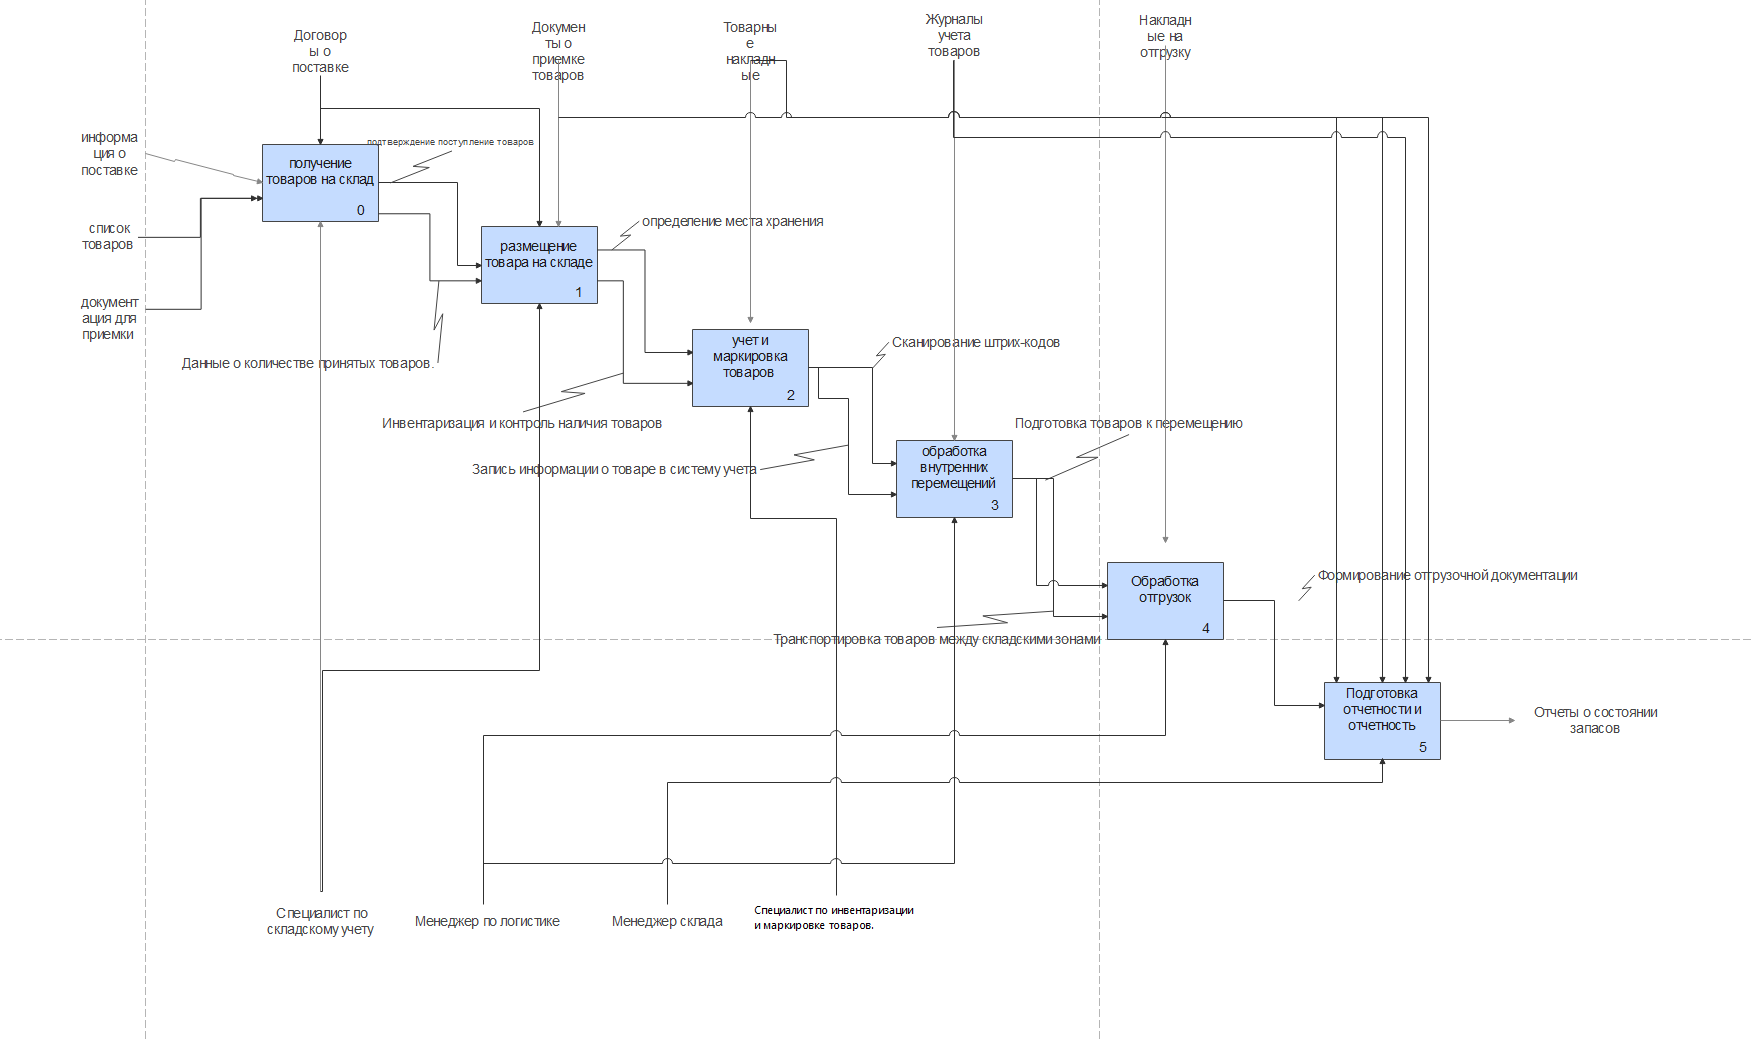 Договор
ы о
поставке
Докумен
ты о
приемке
товаров
Товарны
е
накладн
ые
Журналы
учета
товаров
Накладн
ые на
отгрузку
информа
ция о
поставке
список
товаров
документ
ация для
приемки
получение
товаров на склад
0
подтверждение поступление товаров
размещение
товара на складе
1
определение места хранения
Данные о количестве принятых товаров.
учет и
маркировка
товаров
2
Сканирование штрих-кодов
Инвентаризация и контроль наличия товаров
Запись информации о товаре в систему учета
обработка
внутренних
перемещений
3
Подготовка товаров к перемещению
Обработка
отгрузок
4
Транспортировка товаров между складскими зонами
Формирование отгрузочной документации
Подготовка
отчетности и
отчетность
5
Отчеты о состоянии
запасов
Специалист по
складскому учету
Менеджер по логистике
Менеджер склада
Специалист по инвентаризации
и маркировке товаров.